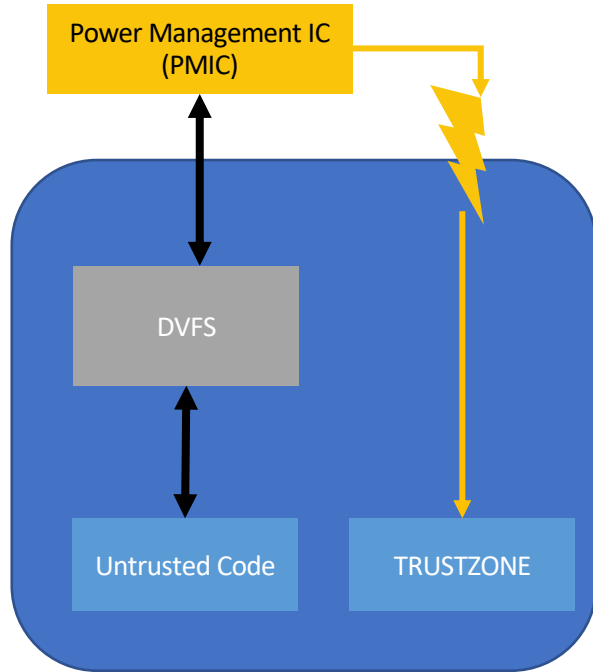 Power Management IC
(PMIC)
DVFS
Untrusted Code
TRUSTZONE